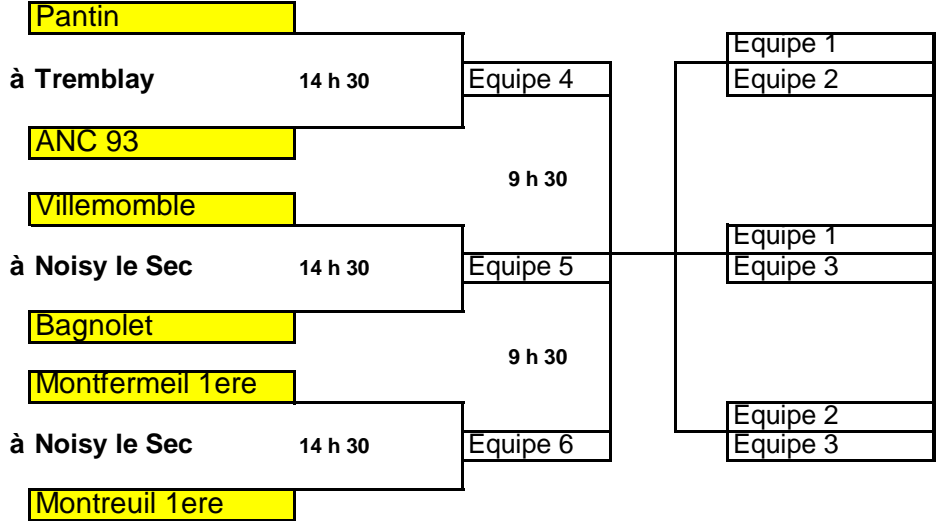 Pantin
Equipe 1
à Tremblay 14 h 30 Equipe 4 Equipe 2
ANC 93
9 h 30
Villemomble
Equipe 1
à Noisy le Sec 14 h 30 Equipe 5 Equipe 3
Bagnolet
9 h 30
Montfermeil 1ere
Equipe 2
à Noisy le Sec 14 h 30 Equipe 6 Equipe 3
Montreuil 1ere